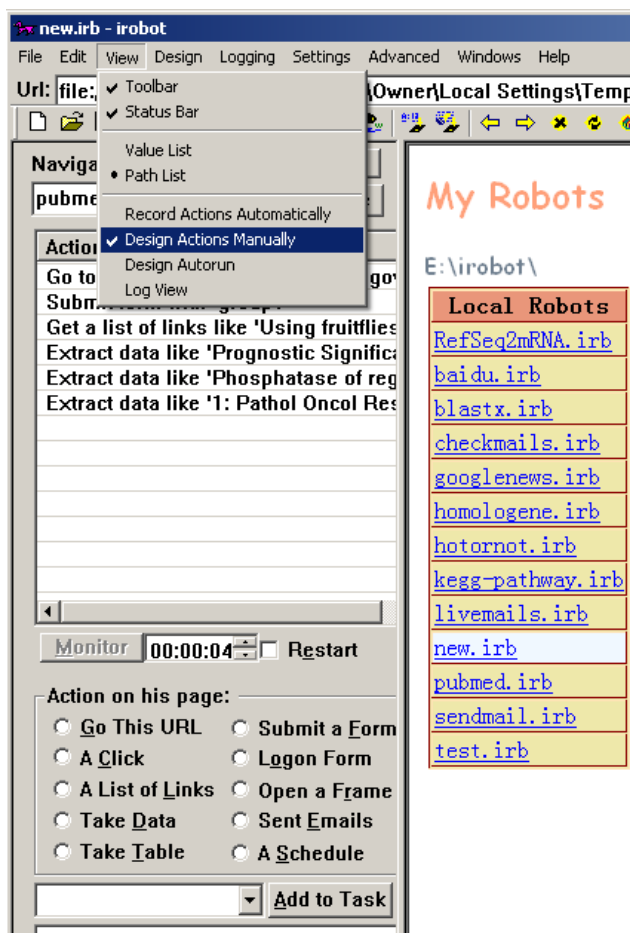 new.irb - irobot
File Edit View Design Logging Settings Advanced Windows Help
Url: file: \Owner\Local Settings\Temp
Toolbar
Status Bar
Value List
Path List
Record Actions Automatically
Design Actions Manually
Design Autorun
Log View
Naviga
pubme
Action
Go to gov
Get a list of links like 'Using fruitflies
Extract data like 'Prognostic Significa
Extract data like 'Phosphatase of reg
Extract data like '1: Pathol Oncol Res
Monitor 00:00:04 Restart
Action on his page:
Go This URL Submit a Form
A Click Logon Form
A List of Links Open a Frame
Take Data Sent Emails
Take Table A Schedule
Add to Task
My Robots
E:\irobot\
Local Robots
RefSeq2mRNA.irb
baidu.irb
blastx.irb
checkmails.irb
googlenews.irb
homologene.irb
hotornot.irb
kegg-pathway.irb
livemails.irb
new.irb
pubmed.irb
sendmail.irb
test.irb